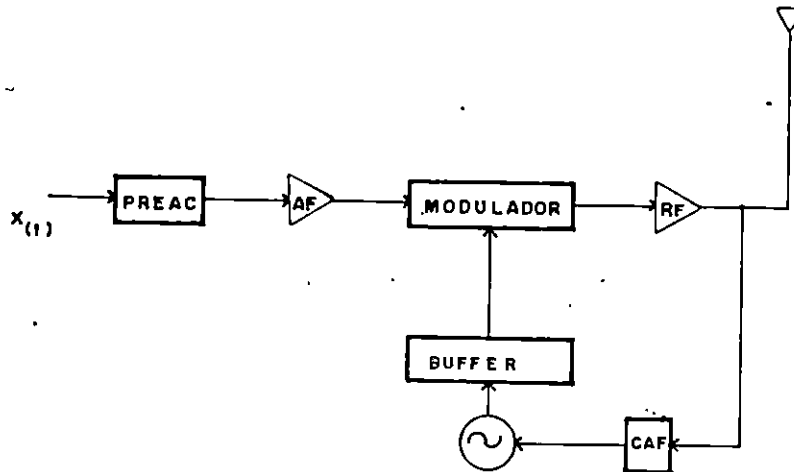 X(t)
PREAC
AF
MODULADOR
RF
BUFFER
CAF